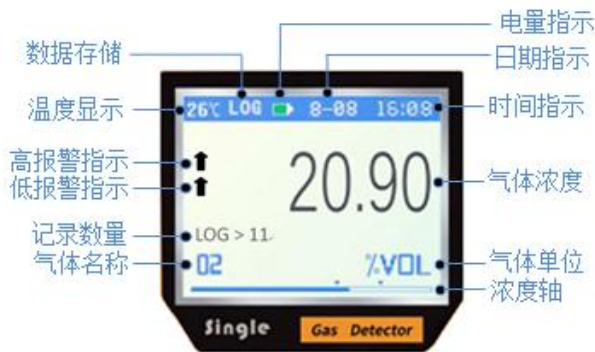 电量指示
数据存储
日期指示
温度显示
26℃ LOG 8-08 16:08
时间指示
高报警指示
低报警指示
20.90
气体浓度
记录数量
LOG > 11
气体名称
O2
%VOL
气体单位
浓度轴
Single
Gas Detector